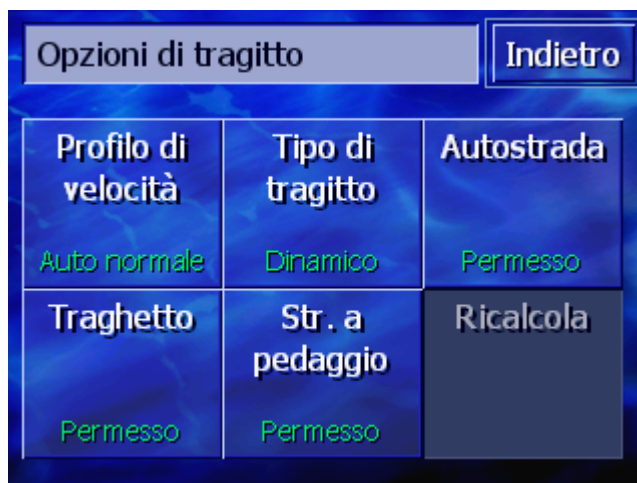 Opzioni di tragitto
Indietro
Profilo di
velocità
Auto normale
Tipo di
tragitto
Dinamico
Autostrada
Permesso
Traghetto
Permesso
Str. a
pedaggio
Permesso
Ricalcola